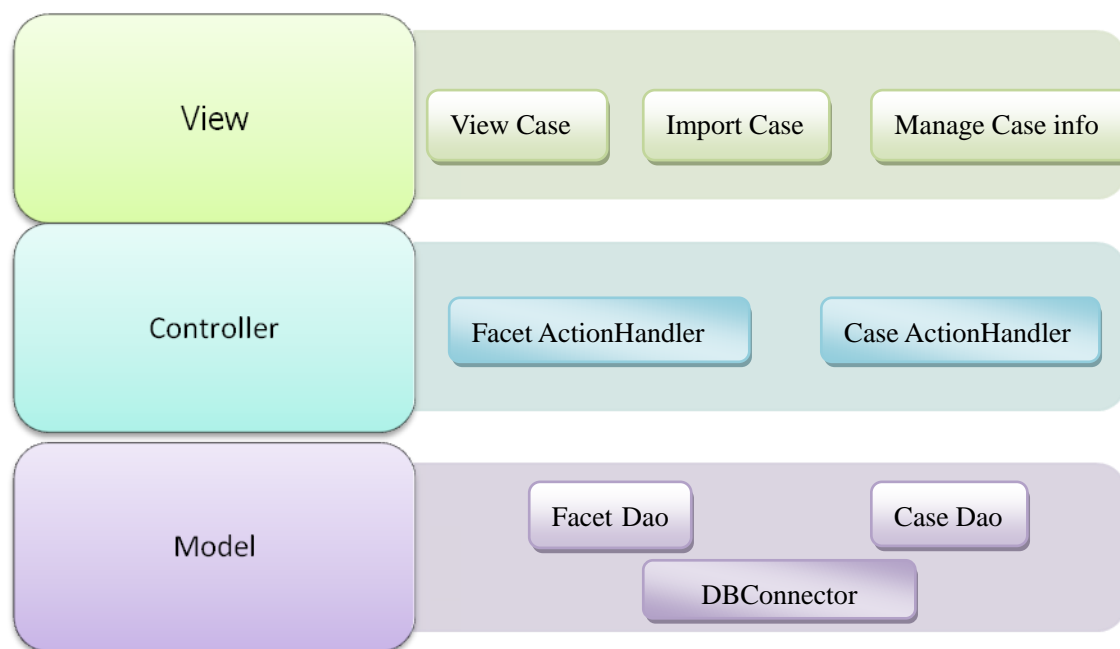 View
View Case
Import Case
Manage Case info
Controller
Facet ActionHandler
Case ActionHandler
Model
Facet Dao
Case Dao
DBConnector